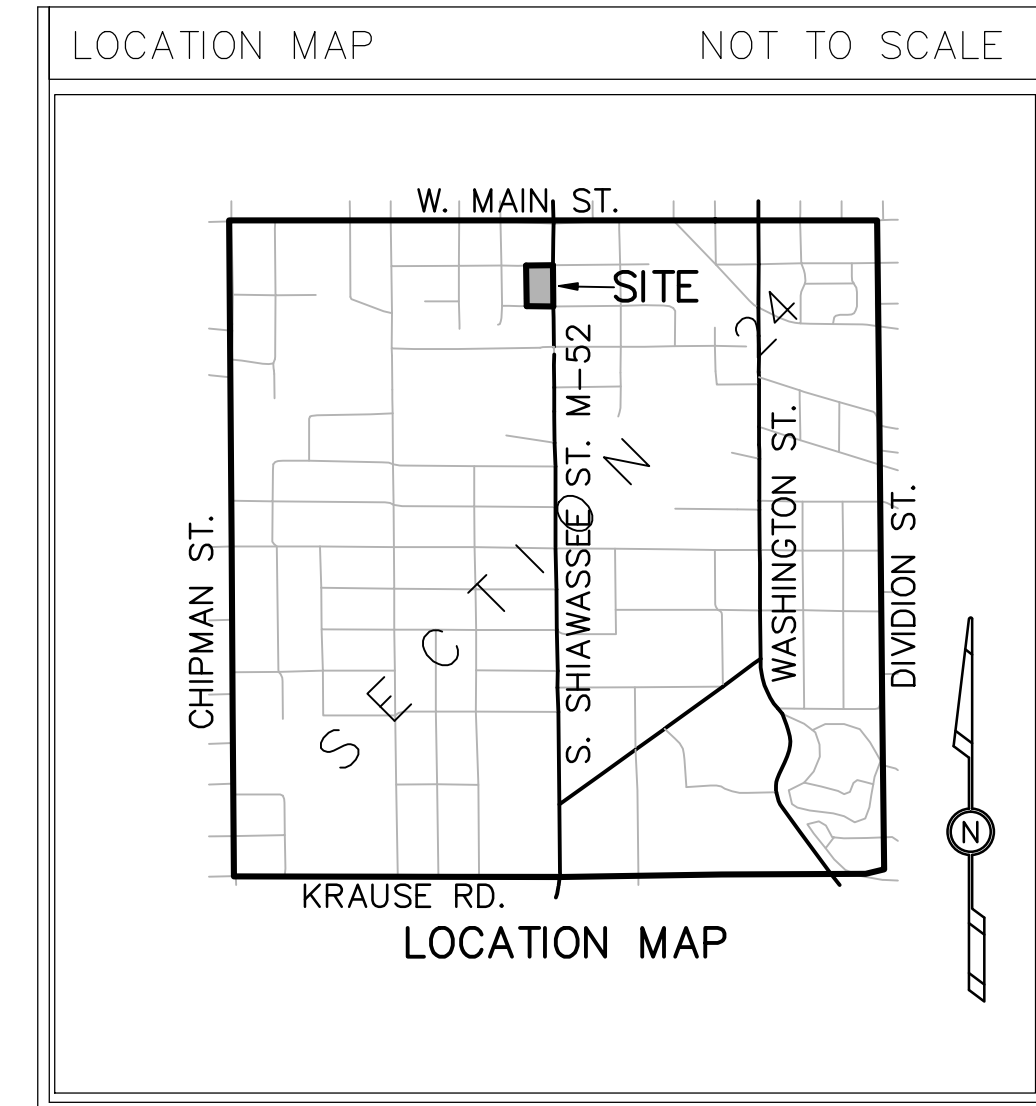 LOCATION MAP NOT TO SCALE
W. MAIN ST.
SITE
SECTION 24
CHIPMAN ST.
S. SHIAWASSEE ST. M-52
WASHINGTON ST.
DIVIDION ST.
N
KRAUSE RD.
LOCATION MAP